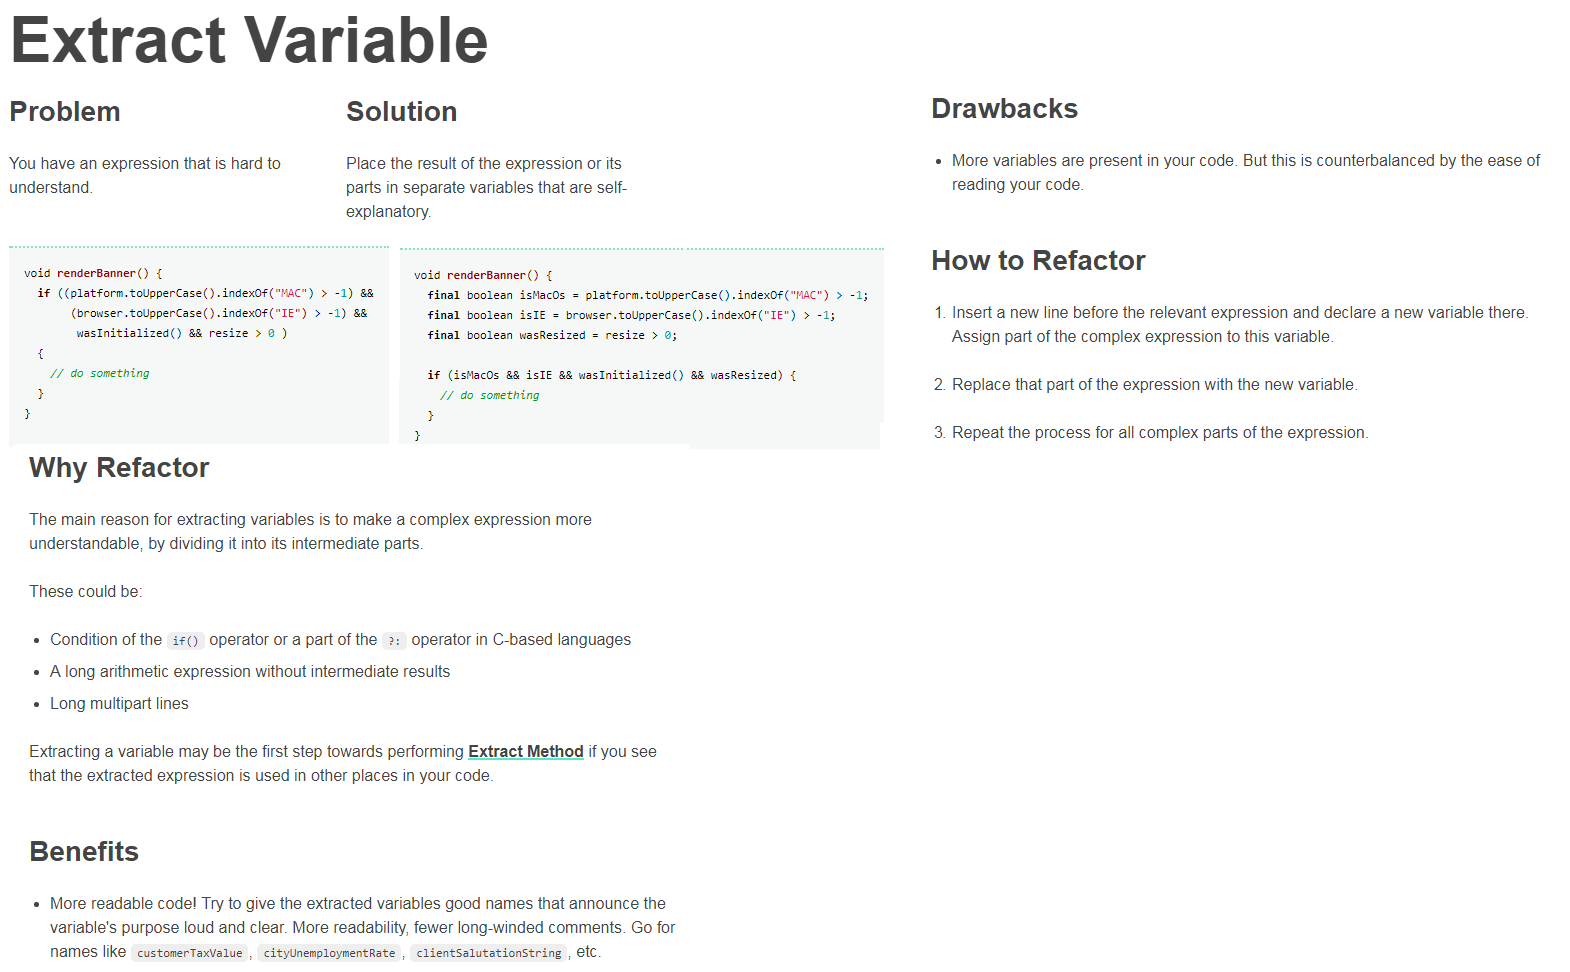 Extract Variable
Problem
You have an expression that is hard to
understand.
Solution
Place the result of the expression or its
parts in separate variables that are self-
explanatory.
void renderBanner() {
  if ((platform.toUpperCase().indexOf("MAC") > -1) &&
       (browser.toUpperCase().indexOf("IE") > -1) &&
        wasInitialized() && resize > 0 )
  {
    // do something
  }
}
void renderBanner() {
  final boolean isMacOs = platform.toUpperCase().indexOf("MAC") > -1;
  final boolean isIE = browser.toUpperCase().indexOf("IE") > -1;
  final boolean wasResized = resize > 0;
  if (isMacOs && isIE && wasInitialized() && wasResized) {
    // do something
  }
}
Why Refactor
The main reason for extracting variables is to make a complex expression more
understandable, by dividing it into its intermediate parts.
These could be:
• Condition of the if() operator or a part of the ?: operator in C-based languages
• A long arithmetic expression without intermediate results
• Long multipart lines
Extracting a variable may be the first step towards performing Extract Method if you see
that the extracted expression is used in other places in your code.
Benefits
• More readable code! Try to give the extracted variables good names that announce the
variable's purpose loud and clear. More readability, fewer long-winded comments. Go for
names like customerTaxValue, cityUnemploymentRate, clientSalutationString, etc.
Drawbacks
• More variables are present in your code. But this is counterbalanced by the ease of
reading your code.
How to Refactor
1. Insert a new line before the relevant expression and declare a new variable there.
Assign part of the complex expression to this variable.
2. Replace that part of the expression with the new variable.
3. Repeat the process for all complex parts of the expression.